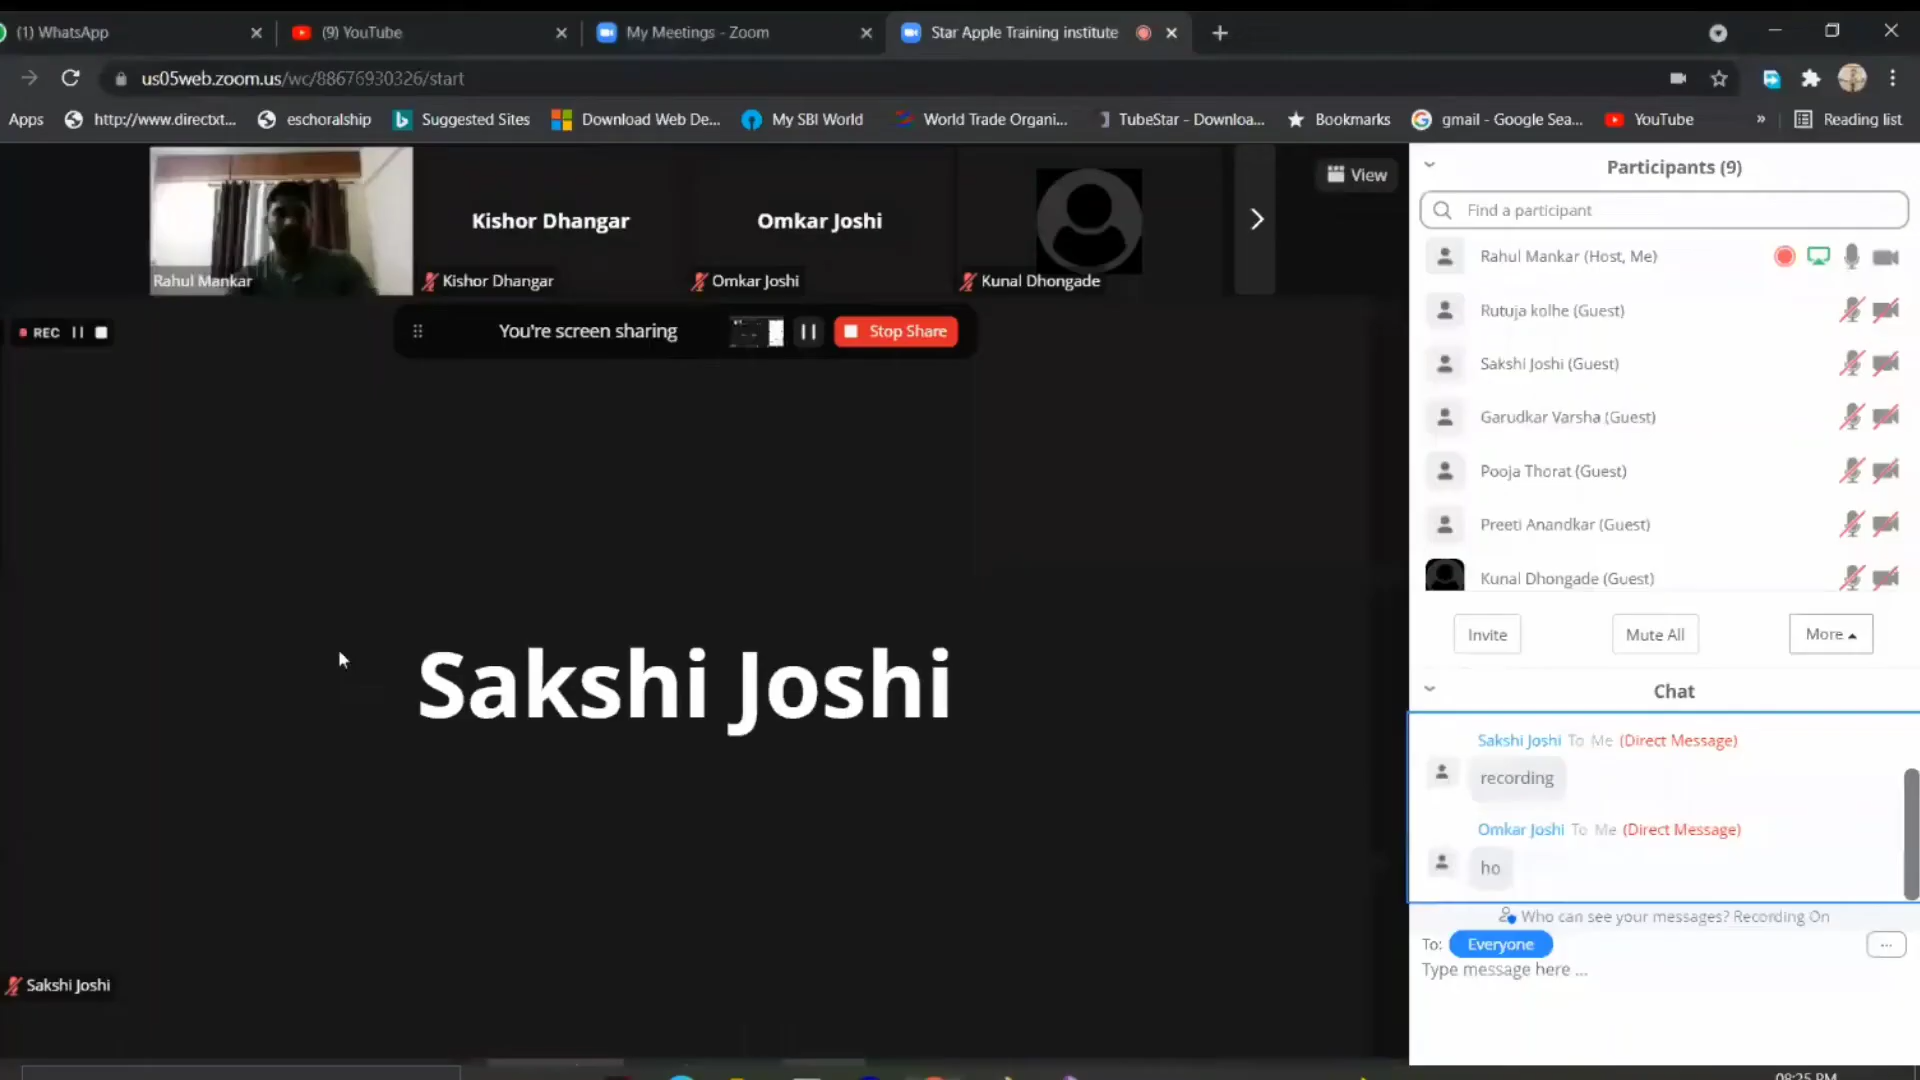 (1) WhatsApp
(9) YouTube
My Meetings - Zoom
Star Apple Training institute
us05web.zoom.us/wc/88676930326/start
Apps
http://www.directxt...
eschoralship
Suggested Sites
Download Web De...
My SBI World
World Trade Organi...
TubeStar - Downloa...
Bookmarks
gmail - Google Sea...
YouTube
»
Reading list
Rahul Mankar
Kishor Dhangar
Kishor Dhangar
Omkar Joshi
Omkar Joshi
Kunal Dhongade
View
REC
You're screen sharing
Stop Share
Sakshi Joshi
Sakshi Joshi
Participants (9)
Find a participant
Rahul Mankar (Host, Me)
Rutuja kolhe (Guest)
Sakshi Joshi (Guest)
Garudkar Varsha (Guest)
Pooja Thorat (Guest)
Preeti Anandkar (Guest)
Kunal Dhongade (Guest)
Invite
Mute All
More
Chat
Sakshi Joshi To Me (Direct Message)
recording
Omkar Joshi To Me (Direct Message)
ho
Who can see your messages? Recording On
To: Everyone
...
Type message here ...
08:25 PM